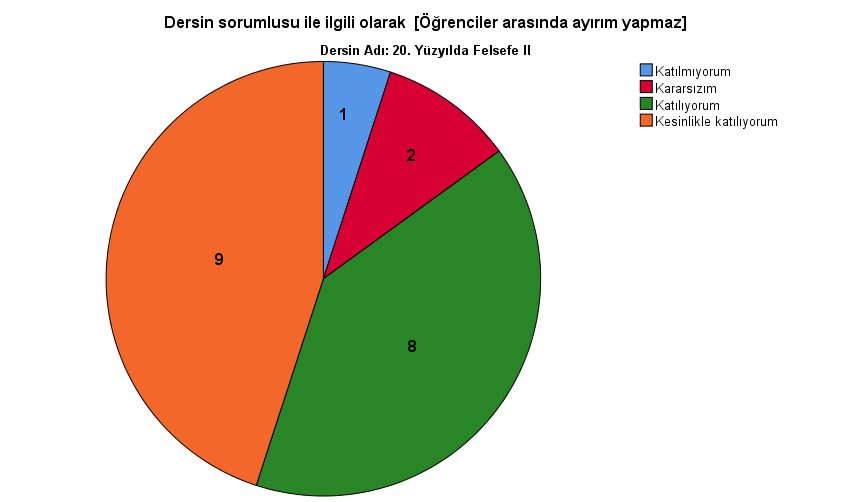 Dersin sorumlusu ile ilgili olarak  [Öğrenciler arasında ayırım yapmaz]
Dersin Adı: 20. Yüzyılda Felsefe II
Katılmıyorum
Kararsızım
Katılıyorum
Kesinlikle katılıyorum
1
2
9
8